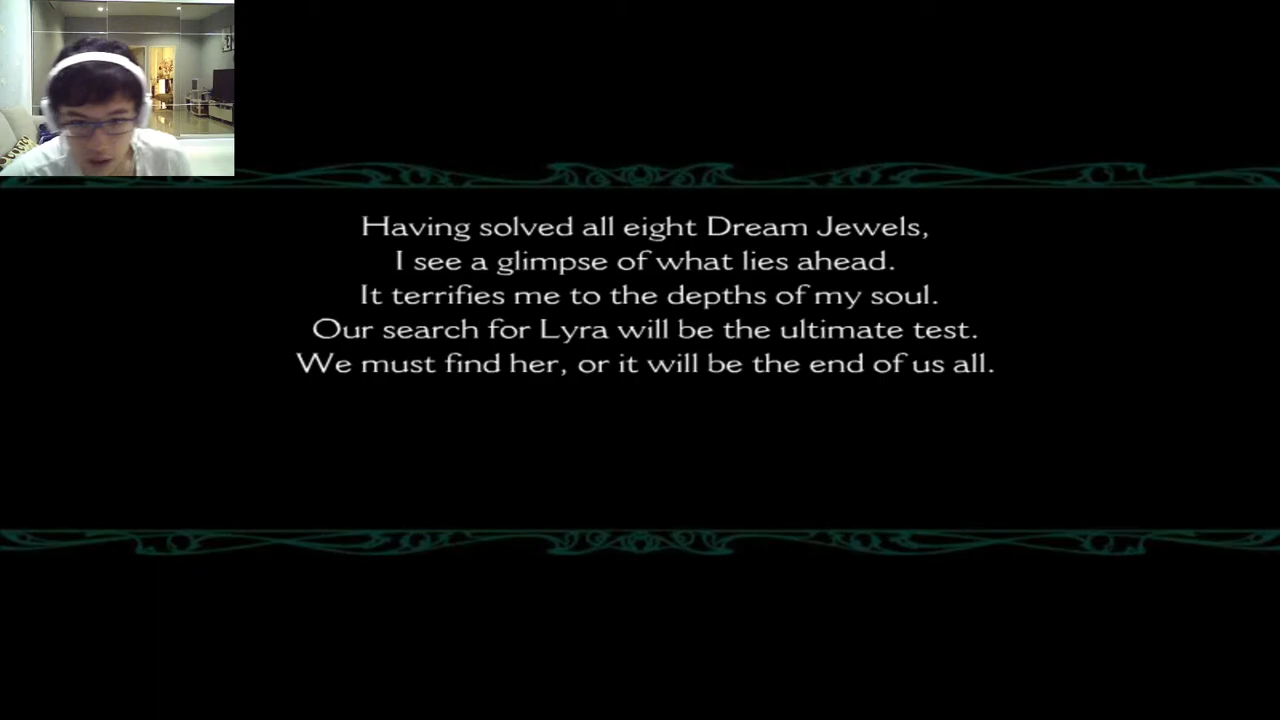 Having solved all eight Dream Jewels,
I see a glimpse of what lies ahead.
It terrifies me to the depths of my soul.
Our search for Lyra will be the ultimate test.
We must find her, or it will be the end of us all.